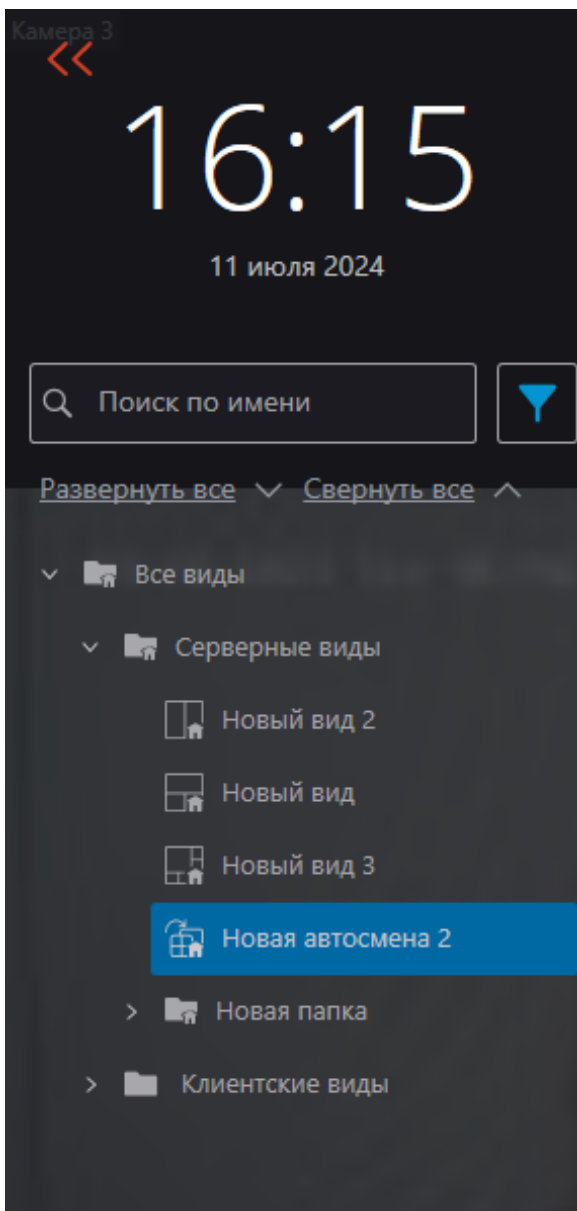 Камера 3
16:15
11 июля 2024
Поиск по имени
Развернуть все Свернуть все
Все виды
Серверные виды
Новый вид 2
Новый вид
Новый вид 3
Новая автосмена 2
Новая папка
Клиентские виды